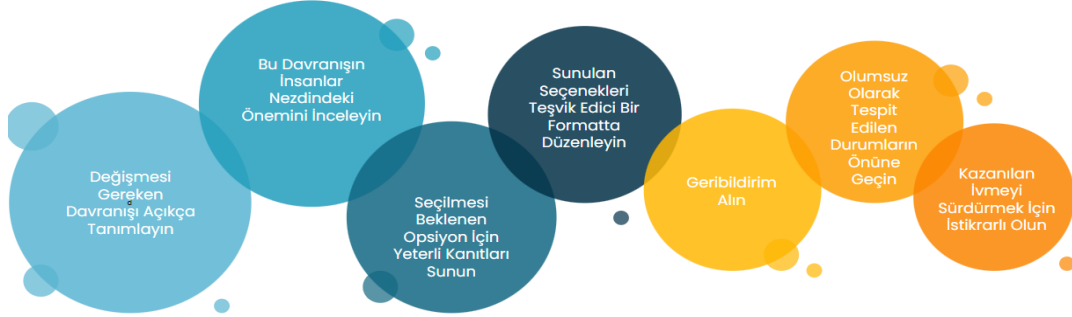 Değişmesi
Gereken
Davranışı Açıkça
Tanımlayın
Bu Davranışın
İnsanlar
Nezdindeki
Önemini İnceleyin
Seçilmesi
Beklenen
Opsiyon İçin
Yeterli Kanıtları
Sunun
Sunulan
Seçenekleri
Teşvik Edici Bir
Formatta
Düzenleyin
Geribildirim
Alın
Olumsuz
Olarak
Tespit
Edilen
Durumların
Önüne
Geçin
Kazanılan
İvmeyi
Sürdürmek İçin
İstikrarlı Olun